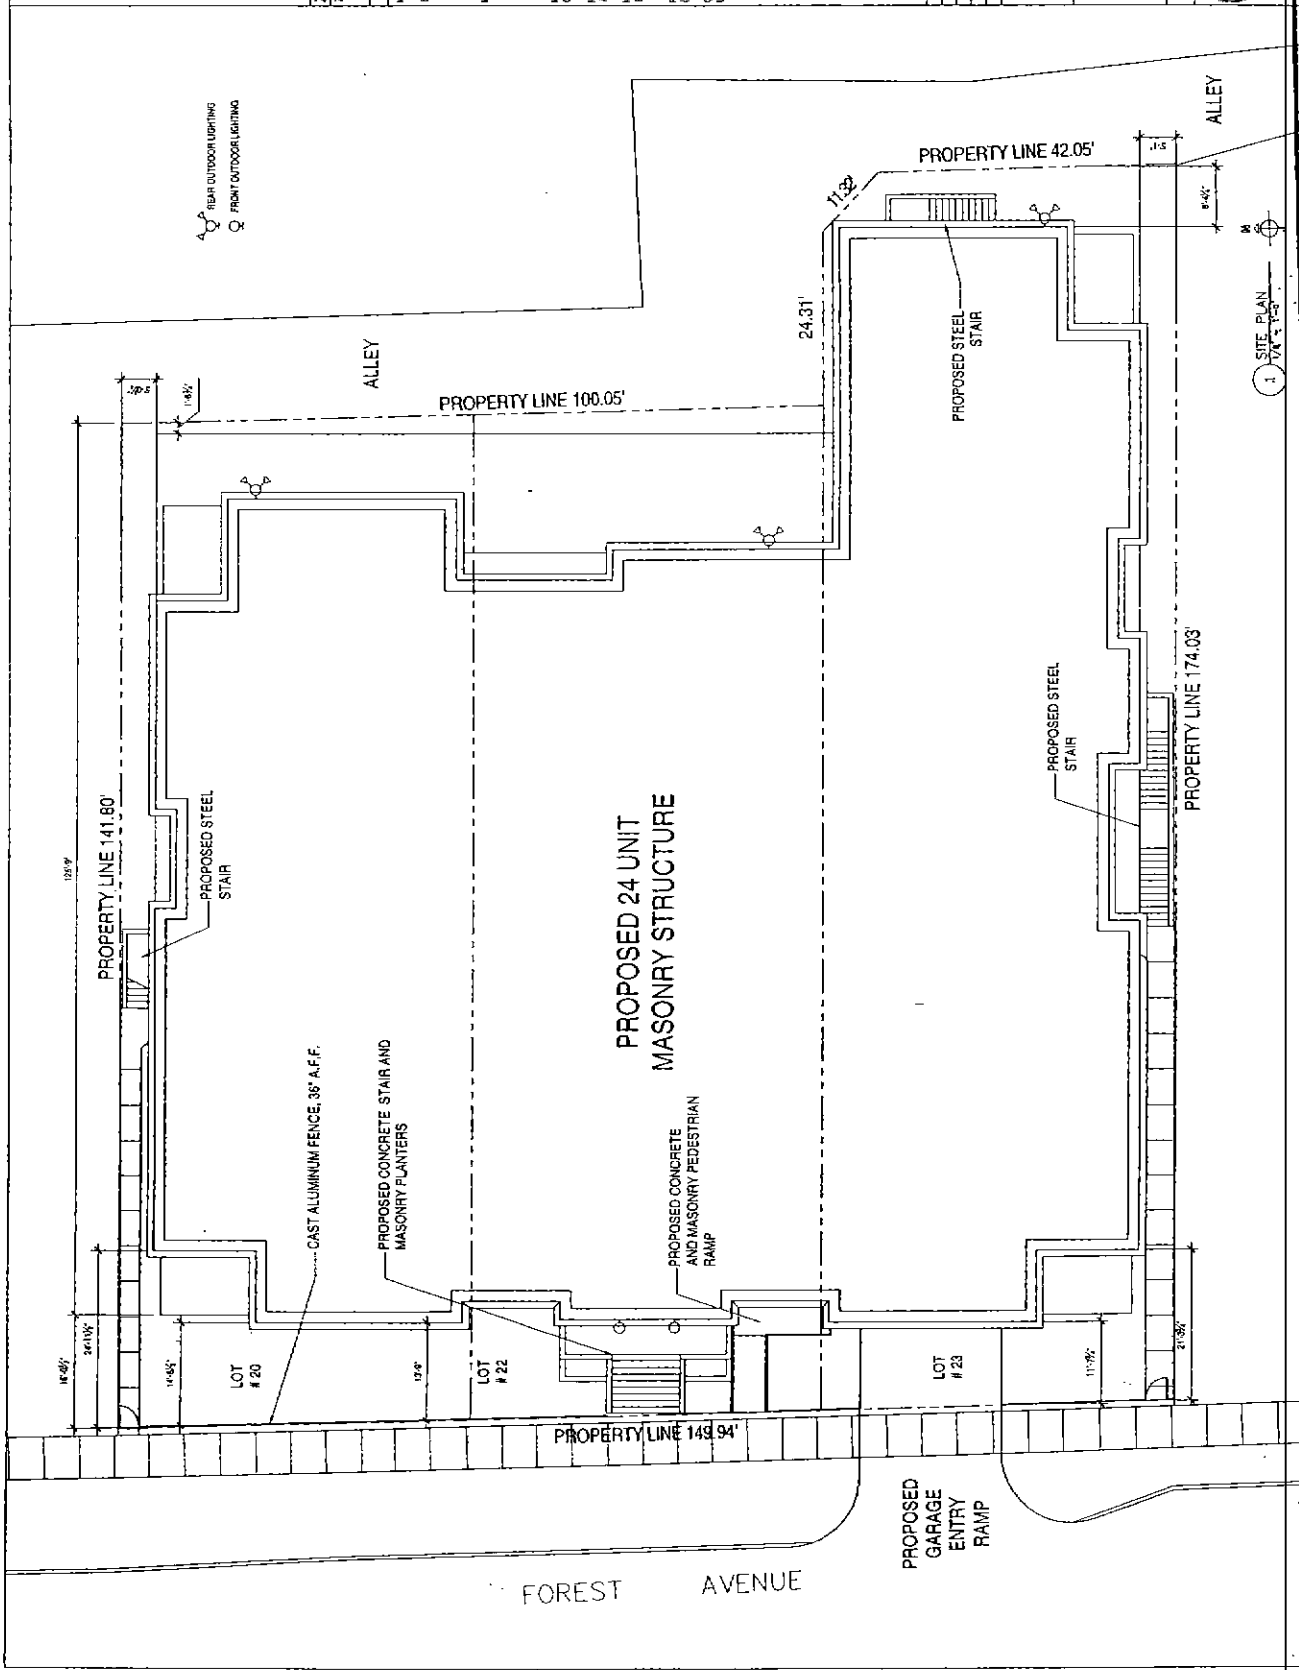 REAR OUTDOOR LIGHTING
FRONT OUTDOOR LIGHTING
ALLEY
PROPERTY LINE 42.05'
11.32'
24.31'
PROPOSED STEEL
STAIR
1
SITE PLAN
ALLEY
PROPERTY LINE 100.05'
PROPERTY LINE 141.80'
PROPOSED STEEL
STAIR
PROPOSED STEEL
STAIR
PROPERTY LINE 174.03'
PROPOSED 24 UNIT
MASONRY STRUCTURE
CAST ALUMINUM FENCE, 36" A.F.F.
PROPOSED CONCRETE STAIR AND
MASONRY PLANTERS
PROPOSED CONCRETE
AND MASONRY PEDESTRIAN
RAMP
LOT
# 20
LOT
# 22
LOT
# 23
PROPERTY LINE 149.94'
PROPOSED
GARAGE
ENTRY
RAMP
FOREST AVENUE